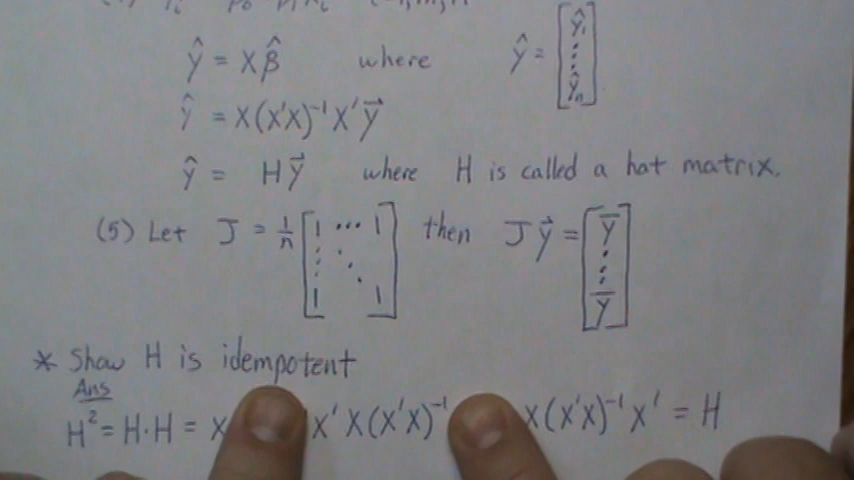 ŷ = Xβ̂ where ŷ = [ŷ₁ ⋮ ŷₙ]
ŷ = X(X'X)⁻¹X'y⃗
ŷ = Hy⃗ where H is called a hat matrix.
(5) Let J = 1/n [1 ⋯ 1 ⋮ ⋱ 1 1] then Jy⃗ = [ȳ ⋮ ȳ]
* Show H is idempotent
Ans
H² = H·H = X X'X(X'X)⁻¹ X(X'X)⁻¹X' = H